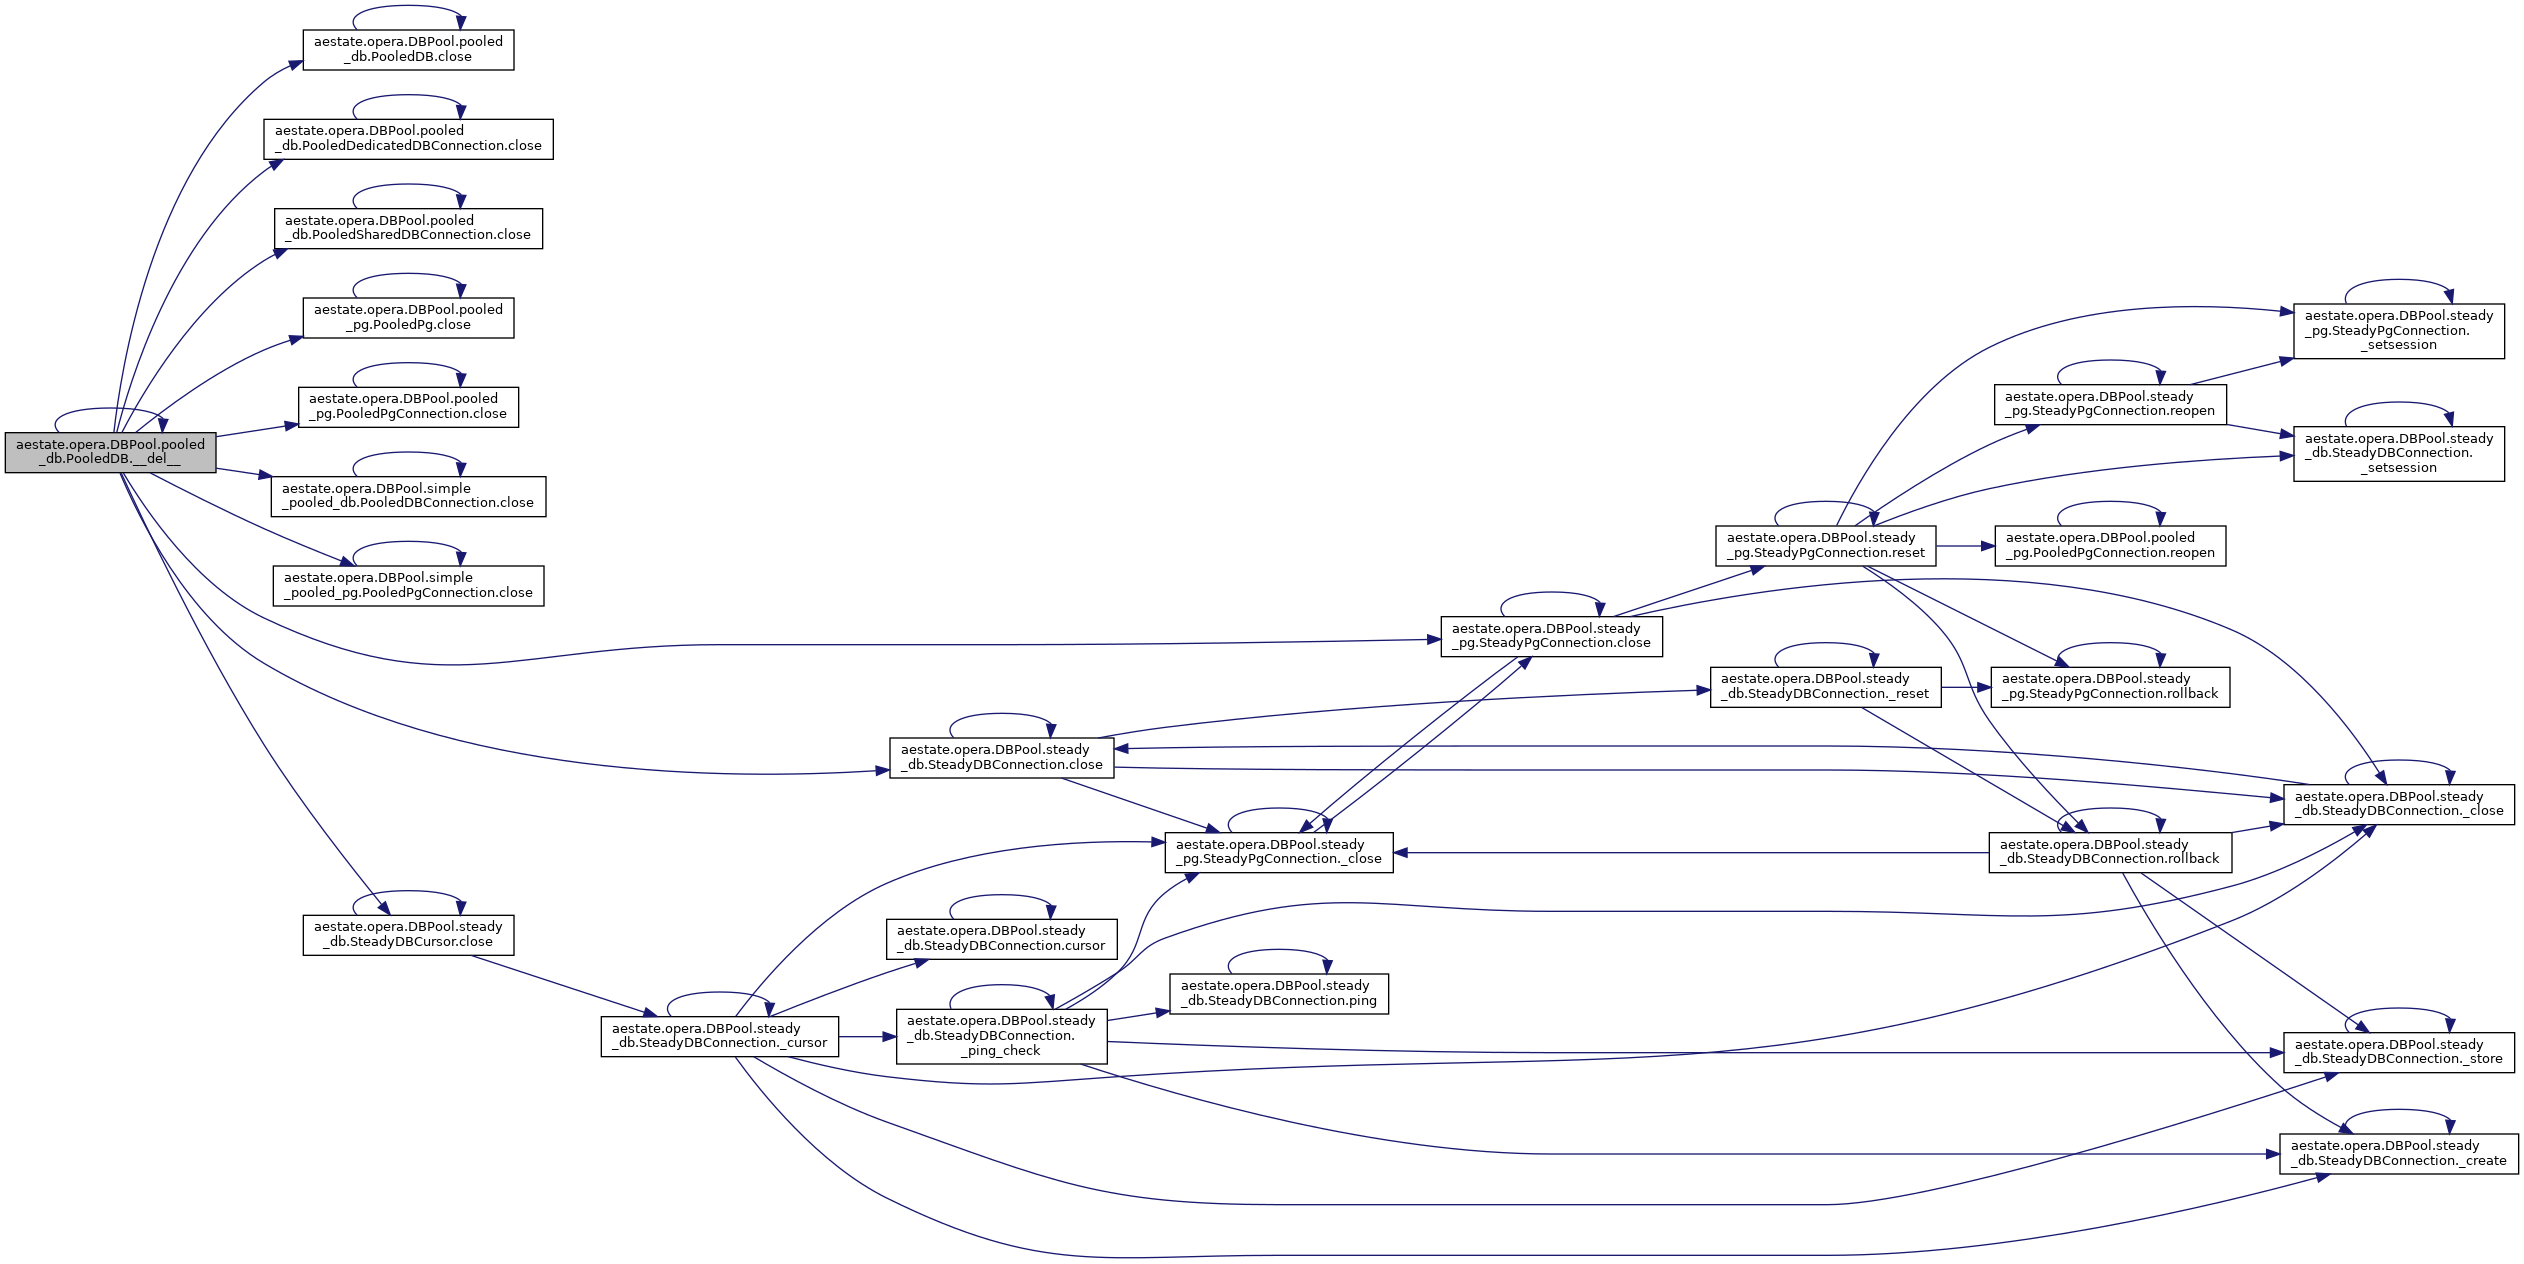 aestate.opera.DBPool.pooled
_db.PooledDB.close
aestate.opera.DBPool.pooled
_db.PooledDedicatedDBConnection.close
aestate.opera.DBPool.pooled
_db.PooledSharedDBConnection.close
aestate.opera.DBPool.pooled
_pg.PooledPg.close
aestate.opera.DBPool.pooled
_pg.PooledPgConnection.close
aestate.opera.DBPool.pooled
_db.PooledDB.__del__
aestate.opera.DBPool.simple
_pooled_db.PooledDBConnection.close
aestate.opera.DBPool.simple
_pooled_pg.PooledPgConnection.close
aestate.opera.DBPool.steady
_db.SteadyDBCursor.close
aestate.opera.DBPool.steady
_db.SteadyDBConnection._cursor
aestate.opera.DBPool.steady
_db.SteadyDBConnection.close
aestate.opera.DBPool.steady
_db.SteadyDBConnection.cursor
aestate.opera.DBPool.steady
_db.SteadyDBConnection.
_ping_check
aestate.opera.DBPool.steady
_pg.SteadyPgConnection._close
aestate.opera.DBPool.steady
_db.SteadyDBConnection.ping
aestate.opera.DBPool.steady
_pg.SteadyPgConnection.close
aestate.opera.DBPool.steady
_pg.SteadyPgConnection.reset
aestate.opera.DBPool.steady
_db.SteadyDBConnection._reset
aestate.opera.DBPool.steady
_pg.SteadyPgConnection.reopen
aestate.opera.DBPool.pooled
_pg.PooledPgConnection.reopen
aestate.opera.DBPool.steady
_pg.SteadyPgConnection.rollback
aestate.opera.DBPool.steady
_db.SteadyDBConnection.rollback
aestate.opera.DBPool.steady
_pg.SteadyPgConnection.
_setsession
aestate.opera.DBPool.steady
_db.SteadyDBConnection.
_setsession
aestate.opera.DBPool.steady
_db.SteadyDBConnection._close
aestate.opera.DBPool.steady
_db.SteadyDBConnection._store
aestate.opera.DBPool.steady
_db.SteadyDBConnection._create